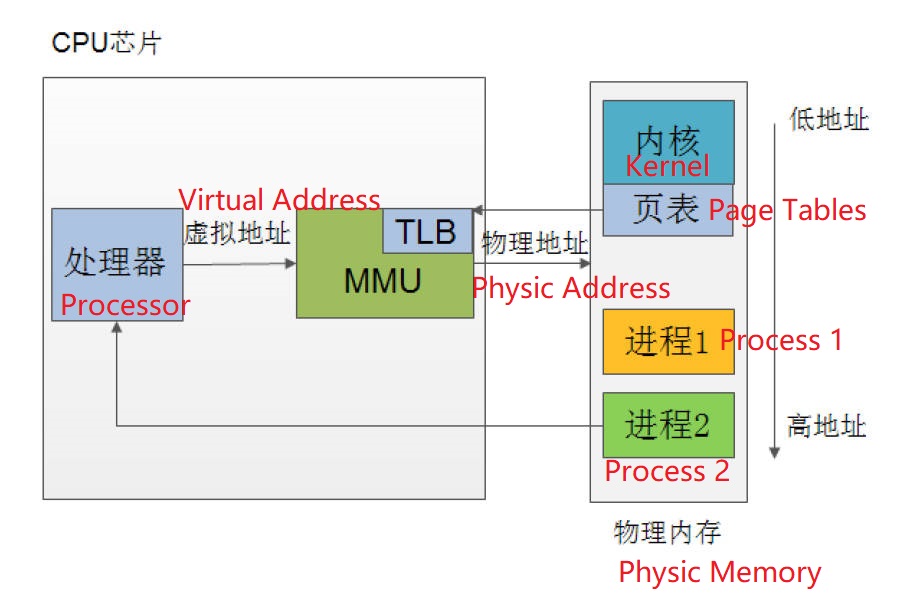 CPU芯片
内核
Kernel
低地址
页表 Page Tables
Virtual Address
虚拟地址
TLB
物理地址
处理器
MMU
Physic Address
Processor
进程1 Process 1
进程2
高地址
Process 2
物理内存
Physic Memory